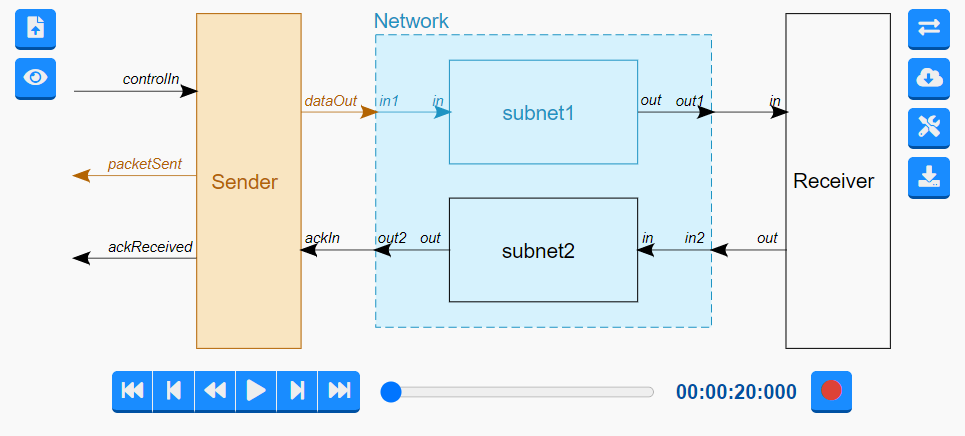 Network
controlIn
dataOut
in1
in
subnet1
out
out1
in
packetSent
Sender
Receiver
ackReceived
ackIn
out2
out
subnet2
in
in2
out
00:00:20:000